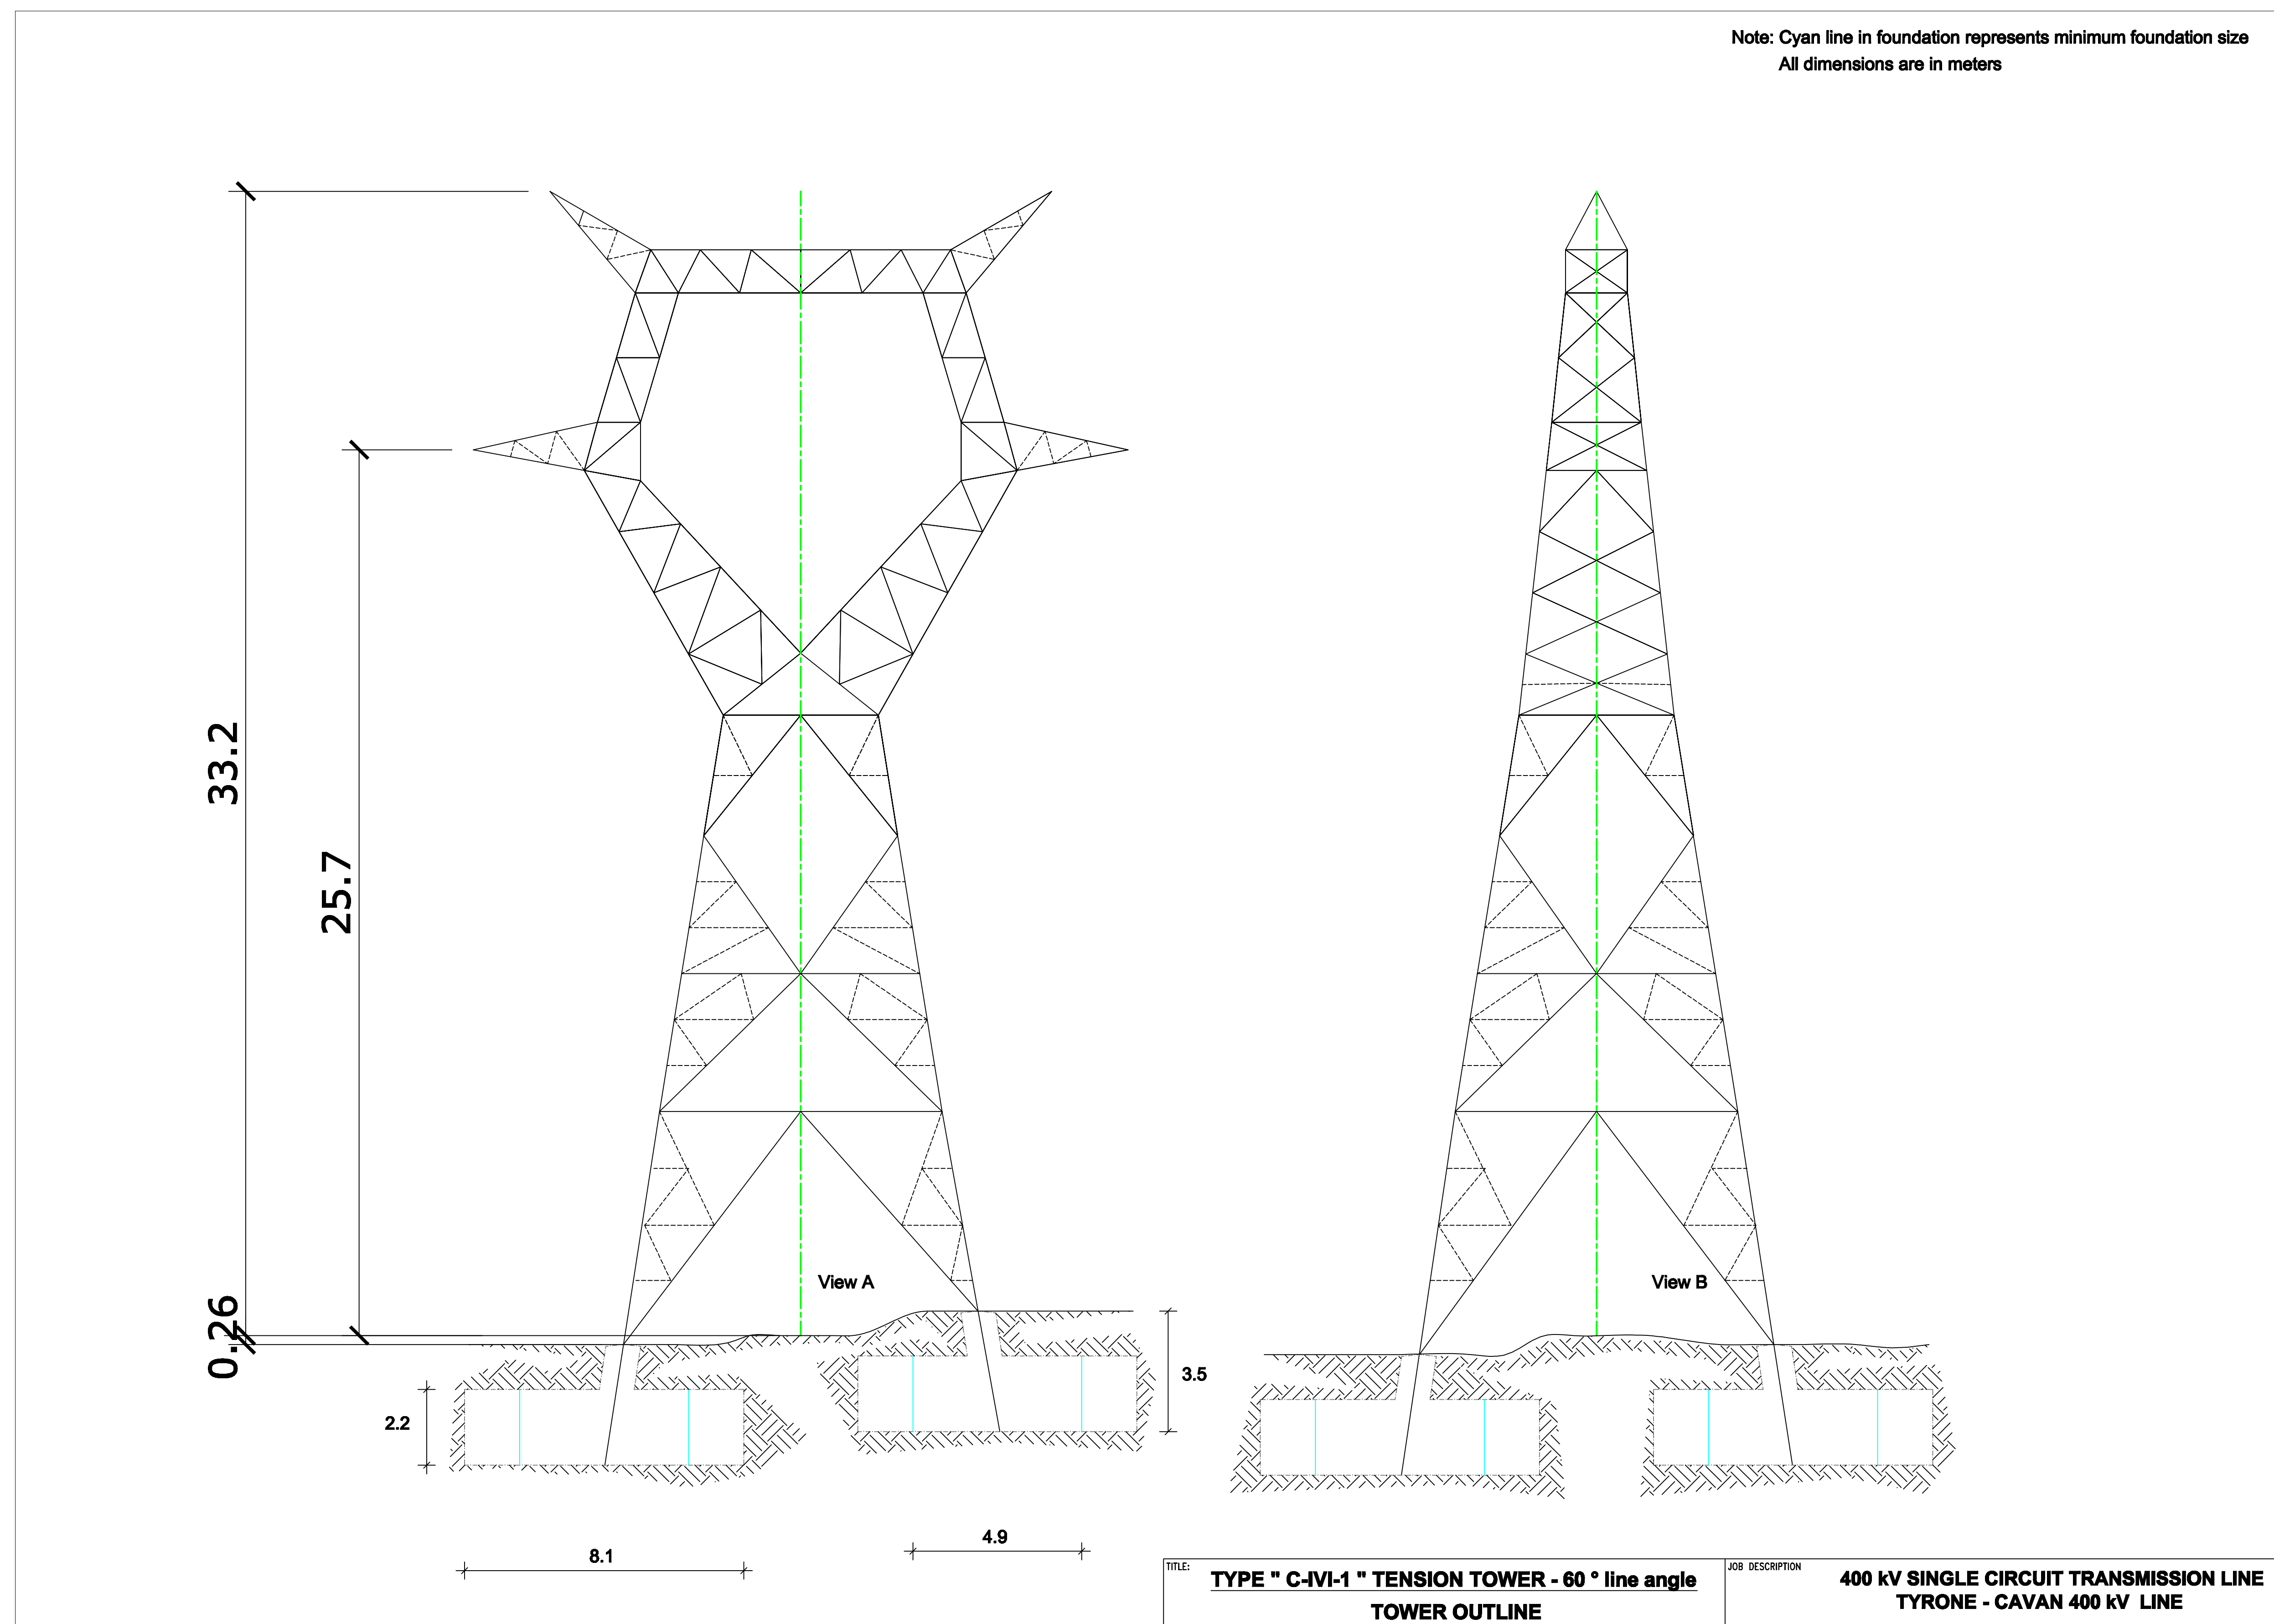 Note: Cyan line in foundation represents minimum foundation size
All dimensions are in meters
33.2
25.7
0.26
View A
View B
3.5
2.2
4.9
8.1
TITLE:
TYPE " C-IVI-1 " TENSION TOWER - 60 ° line angle
TOWER OUTLINE
JOB DESCRIPTION
400 kV SINGLE CIRCUIT TRANSMISSION LINE
TYRONE - CAVAN 400 kV LINE